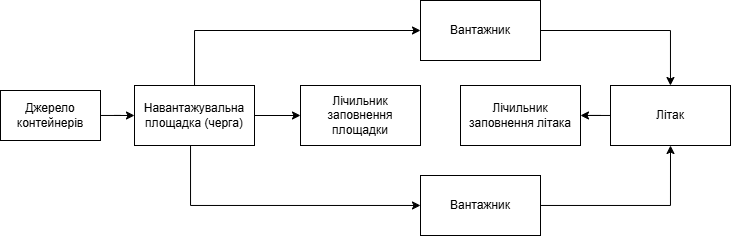 Вантажник
Джерело
контейнерів
Навантажувальна
площадка (черга)
Лічильник
заповнення
площадки
Лічильник
заповнення літака
Літак
Вантажник